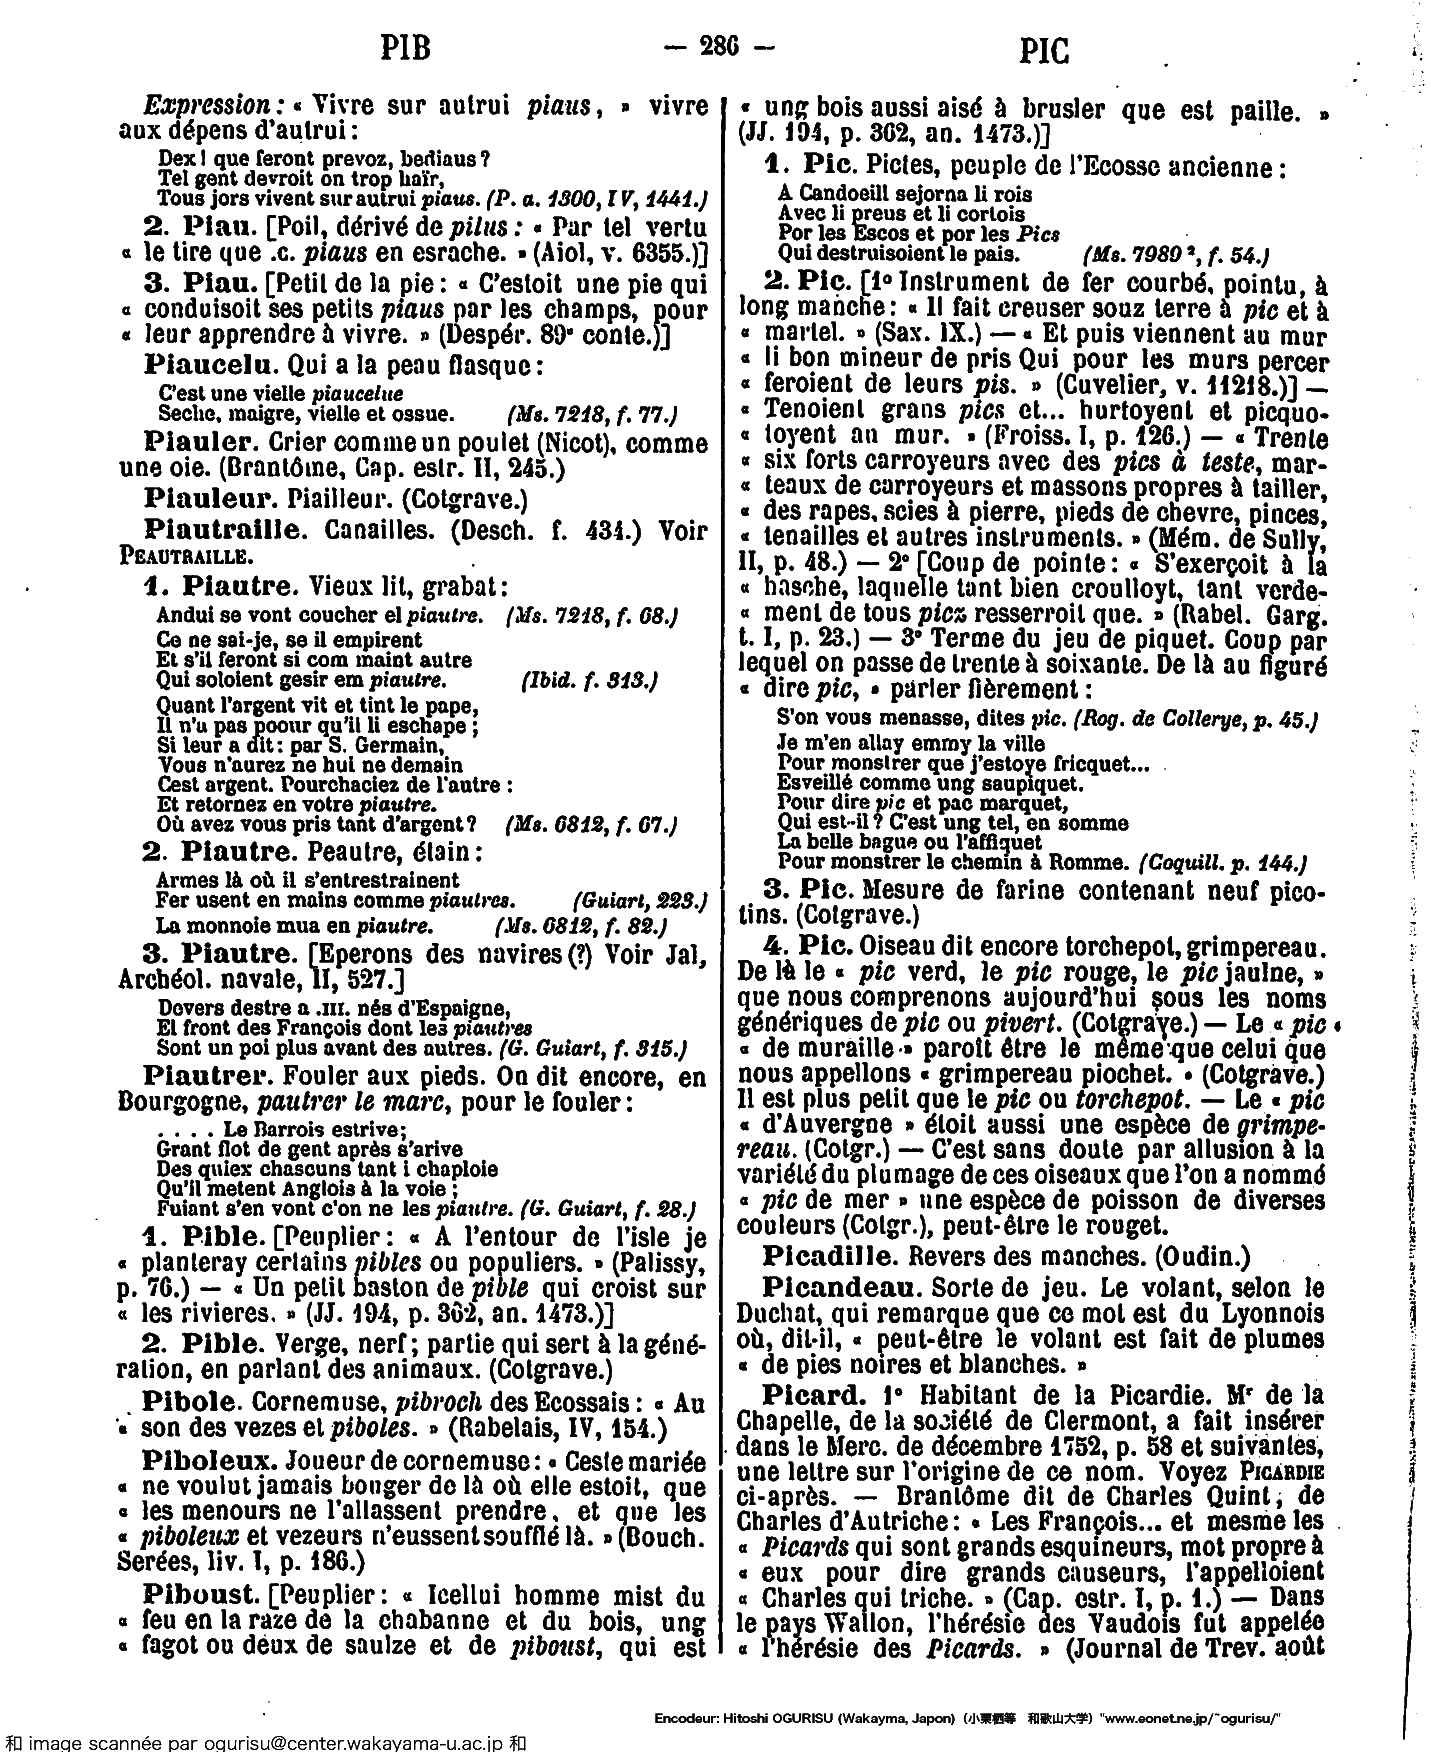 PIB
— 286 —
PIC
Expression : « Vivre sur autrui piaus, » vivre
aux dépens d'autrui :
Dex ! que feront prevoz, bediaus ?
Tel gent devroit on trop haïr,
Tous jors vivent sur autrui piaus. (P. a. 1300, IV, 1441.)
2. Piau. [Poil, dérivé de pilus : « Par tel vertu
« le tire que .c. piaus en esrache. » (Aiol, v. 6355.)]
3. Piau. [Petit de la pie : « C'estoit une pie qui
« conduisoit ses petits piaus par les champs, pour
« leur apprendre à vivre. » (Despér. 89e conte.)]
Piaucelu. Qui a la peau flasque :
C'est une vielle piaucelue
Seche, maigre, vielle et ossue. (Ms. 7218, f. 77.)
Piauler. Crier comme un poulet (Nicot), comme
une oie. (Brantôme, Cap. estr. II, 245.)
Piauleur. Piailleur. (Cotgrave.)
Piautraille. Canailles. (Desch. f. 434.) Voir
PEAUTRAILLE.
1. Piautre. Vieux lit, grabat :
Andui se vont coucher el piautre. (Ms. 7218, f. 68.)
Ce ne sai-je, se il empirent
Et s'il feront si com maint autre
Qui soloient gesir em piautre. (Ibid. f. 313.)
Quant l'argent vit et tint le pape,
Il n'a pas poour qu'il li eschape ;
Si leur a dit : par S. Germain,
Vous n'aurez ne hui ne demain
Cest argent. Pourchaciez de l'autre :
Et retornez en votre piautre.
Où avez vous pris tant d'argent ? (Ms. 6812, f. 67.)
2. Piautre. Peautre, étain :
Armes là où il s'entrestrainent
Fer usent en mains comme piautres. (Guiart, 223.)
La monnoie mua en piautre. (Ms. 6812, f. 82.)
3. Piautre. [Eperons des navires (?) Voir Jal,
Archéol. navale, II, 527.]
Devers destre a .III. nés d'Espaigne,
El front des François dont les piautres
Sont un poi plus avant des autres. (G. Guiart, f. 315.)
Piautrer. Fouler aux pieds. On dit encore, en
Bourgogne, pautrer le marc, pour le fouler :
. . . . Le Barrois estrive ;
Grant flot de gent après s'arive
Des quiex chascuns tant i chaploie
Qu'il metent Anglois à la voie ;
Fuiant s'en vont c'on ne les piautre. (G. Guiart, f. 28.)
1. Pible. [Peuplier : « A l'entour de l'isle je
« planteray certains pibles ou populiers. » (Palissy,
p. 76.) — « Un petit baston de pible qui croist sur
« les rivieres. » (JJ. 194, p. 362, an. 1473.)]
2. Pible. Verge, nerf ; partie qui sert à la géné-
ration, en parlant des animaux. (Cotgrave.)
Pibole. Cornemuse, pibroch des Ecossais : « Au
« son des vezes et piboles. » (Rabelais, IV, 154.)
Piboleux. Joueur de cornemuse : « Ceste mariée
« ne voulut jamais bouger de là où elle estoit, que
« les menours ne l'allassent prendre, et que les
« piboleux et vezeurs n'eussent soufflé là. » (Bouch.
Serées, liv. I, p. 186.)
Piboust. [Peuplier : « Icellui homme mist du
« feu en la raze de la chabanne et du bois, ung
« fagot ou deux de saulze et de piboust, qui est
« ung bois aussi aisé à brusler que est paille. »
(JJ. 194, p. 362, an. 1473.)]
1. Pic. Pictes, peuple de l'Ecosse ancienne :
A Candoeill sejorna li rois
Avec li preus et li cortois
Por les Escos et por les Pics
Qui destruisoient le pais. (Ms. 7989 2, f. 54.)
2. Pic. [1o Instrument de fer courbé, pointu, à
long manche : « Il fait creuser souz terre à pic et à
« martel. » (Sax. IX.) — « Et puis viennent au mur
« li bon mineur de pris Qui pour les murs percer
« feroient de leurs pis. » (Cuvelier, v. 11218.)] —
« Tenoient grans pics et... hurtoyent et picquo-
« toyent au mur. » (Froiss. I, p. 126.) — « Trente
« six forts carroyeurs avec des pics à teste, mar-
« teaux de carroyeurs et massons propres à tailler,
« des rapes, scies à pierre, pieds de chevre, pinces,
« tenailles et autres instruments. » (Mém. de Sully,
II, p. 48.) — 2o [Coup de pointe : « S'exerçoit à la
« hasche, laquelle tant bien croulloyt, tant verde-
« ment de tous picz resserroit que. » (Rabel. Garg.
t. I, p. 23.) — 3o Terme du jeu de piquet. Coup par
lequel on passe de trente à soixante. De là au figuré
« dire pic, » parler fièrement :
S'on vous menasse, dites pic. (Rog. de Collerye, p. 45.)
Je m'en allay emmy la ville
Pour monstrer que j'estoye fricquet...
Esveillé comme ung saupiquet.
Pour dire pic et pac marquet,
Qui est-il ? C'est ung tel, en somme
La belle bague ou l'affiquet
Pour monstrer le chemin à Romme. (Coquill. p. 144.)
3. Pic. Mesure de farine contenant neuf pico-
tins. (Cotgrave.)
4. Pic. Oiseau dit encore torchepot, grimpereau.
De là le « pic verd, le pic rouge, le pic jaulne, »
que nous comprenons aujourd'hui sous les noms
génériques de pic ou pivert. (Cotgrave.) — Le « pic
« de muraille » paroît être le même que celui que
nous appellons « grimpereau piochet. » (Cotgrave.)
Il est plus petit que le pic ou torchepot. — Le « pic
« d'Auvergne » étoit aussi une espèce de grimpe-
reau. (Cotgr.) — C'est sans doute par allusion à la
variété du plumage de ces oiseaux que l'on a nommé
« pic de mer » une espèce de poisson de diverses
couleurs (Cotgr.), peut-être le rouget.
Picadille. Revers des manches. (Oudin.)
Picandeau. Sorte de jeu. Le volant, selon le
Duchat, qui remarque que ce mot est du Lyonnois
où, dit-il, « peut-être le volant est fait de plumes
« de pies noires et blanches. »
Picard. 1o Habitant de la Picardie. Mr de la
Chapelle, de la société de Clermont, a fait insérer
dans le Merc. de décembre 1752, p. 58 et suivantes,
une lettre sur l'origine de ce nom. Voyez PICARDIE
ci-après. — Brantôme dit de Charles Quint, de
Charles d'Autriche : « Les François... et mesme les
« Picards qui sont grands esquineurs, mot propre à
« eux pour dire grands causeurs, l'appelloient
« Charles qui triche. » (Cap. estr. I, p. 1.) — Dans
le pays Wallon, l'hérésie des Vaudois fut appelée
« l'hérésie des Picards. » (Journal de Trev. août
Encodeur: Hitoshi OGURISU (Wakayma, Japon) (小栗栖等 和歌山大学) "www.eonet.ne.jp/~ogurisu/"
和 image scannée par ogurisu@center.wakayama-u.ac.jp 和